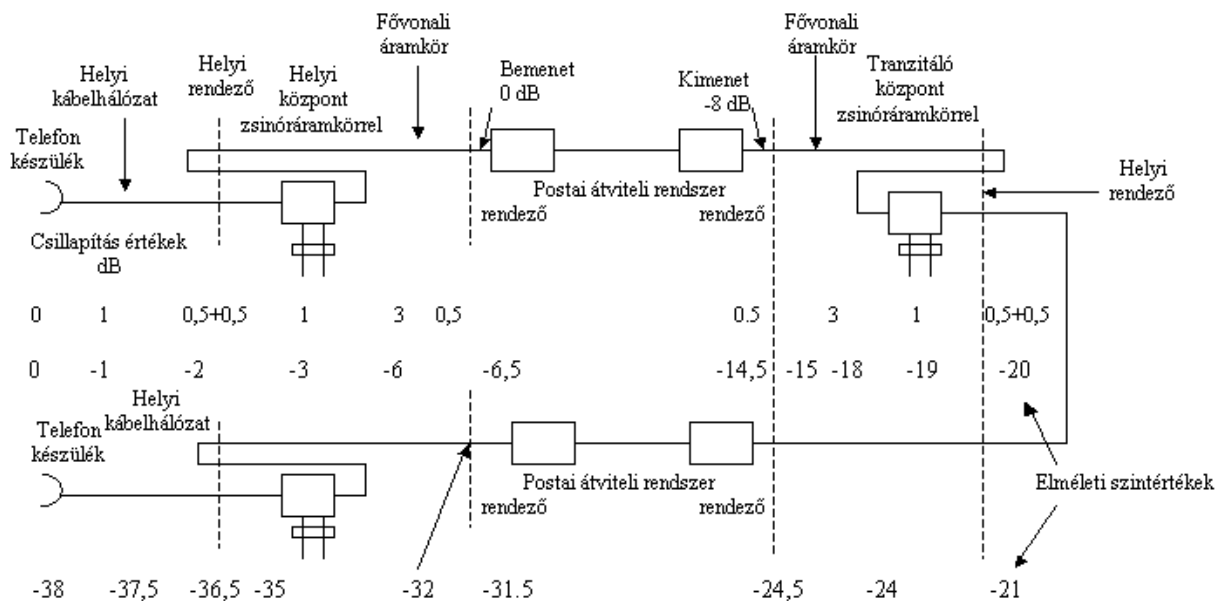 Fővonali
áramkör
Fővonali
áramkör
Helyi
kábelhálózat
Helyi
rendező
Helyi
központ
zsinóráramkörrel
Bemenet
0 dB
Kimenet
-8 dB
Tranzitáló
központ
zsinóráramkörrel
Telefon
készülék
Postai átviteli rendszer
rendező
rendező
Helyi
rendező
Csillapítás értékek
dB
0 1 0,5+0,5 1 3 0,5 0.5 3 1 0,5+0,5
0 -1 -2 -3 -6 -6,5 -14,5 -15 -18 -19 -20
Helyi
kábelhálózat
Telefon
készülék
Postai átviteli rendszer
rendező
rendező
Elméleti szintértékek
-38 -37,5 -36,5 -35 -32 -31.5 -24,5 -24 -21